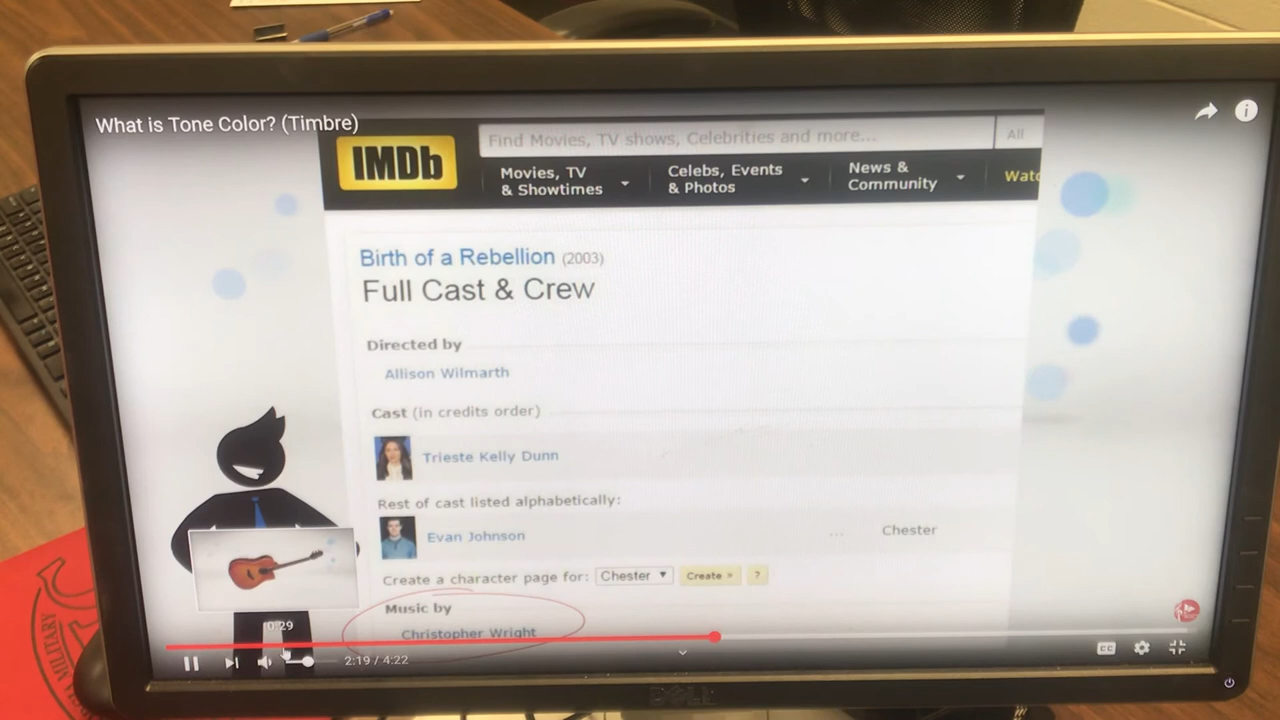 What is Tone Color? (Timbre)
IMDb
Find Movies, TV shows, Celebrities and more...
All
Movies, TV
& Showtimes
Celebs, Events
& Photos
News &
Community
Watc
Birth of a Rebellion (2003)
Full Cast & Crew
Directed by
Allison Wilmarth
Cast (in credits order)
Trieste Kelly Dunn
Rest of cast listed alphabetically:
Evan Johnson ... Chester
Create a character page for: Chester ▼ Create » ?
Music by
Christopher Wright
0:29
2:19 / 4:22
CC
DELL
MILITARY